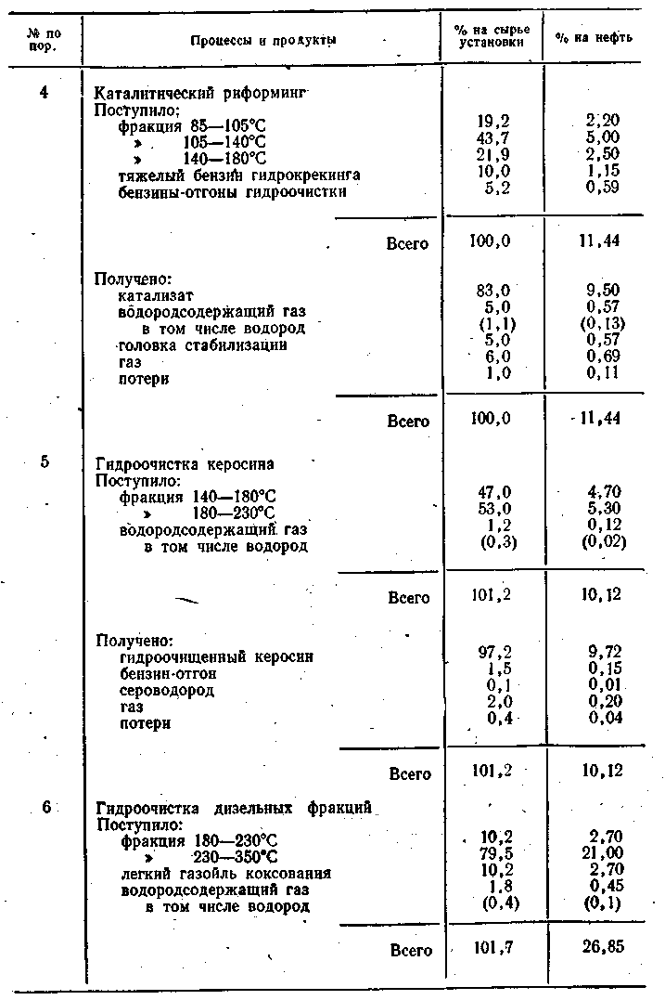 № по пор. Процессы и продукты % на сырье установки % на нефть
4 Каталитический риформинг
Поступило:
фракция 85—105°С 19,2 2,20
» 105—140°С 43,7 5,00
» 140—180°С 21,9 2,50
тяжелый бензин гидрокрекинга 10,0 1,15
бензины-отгоны гидроочистки 5,2 0,59
Всего 100,0 11,44
Получено:
катализат 83,0 9,50
водородсодержащий газ 5,0 0,57
в том числе водород (1,1) (0,13)
головка стабилизации 5,0 0,57
газ 6,0 0,69
потери 1,0 0,11
Всего 100,0 11,44
5 Гидроочистка керосина
Поступило:
фракция 140—180°С 47,0 4,70
» 180—230°С 53,0 5,30
водородсодержащий газ 1,2 0,12
в том числе водород (0,3) (0,02)
Всего 101,2 10,12
Получено:
гидроочищенный керосин 97,2 9,72
бензин-отгон 1,5 0,15
сероводород 0,1 0,01
газ 2,0 0,20
потери 0,4 0,04
Всего 101,2 10,12
6 Гидроочистка дизельных фракций
Поступило:
фракция 180—230°С 10,2 2,70
» 230—350°С 79,5 21,00
легкий газойль коксования 10,2 2,70
водородсодержащий газ 1,8 0,45
в том числе водород (0,4) (0,1)
Всего 101,7 26,85